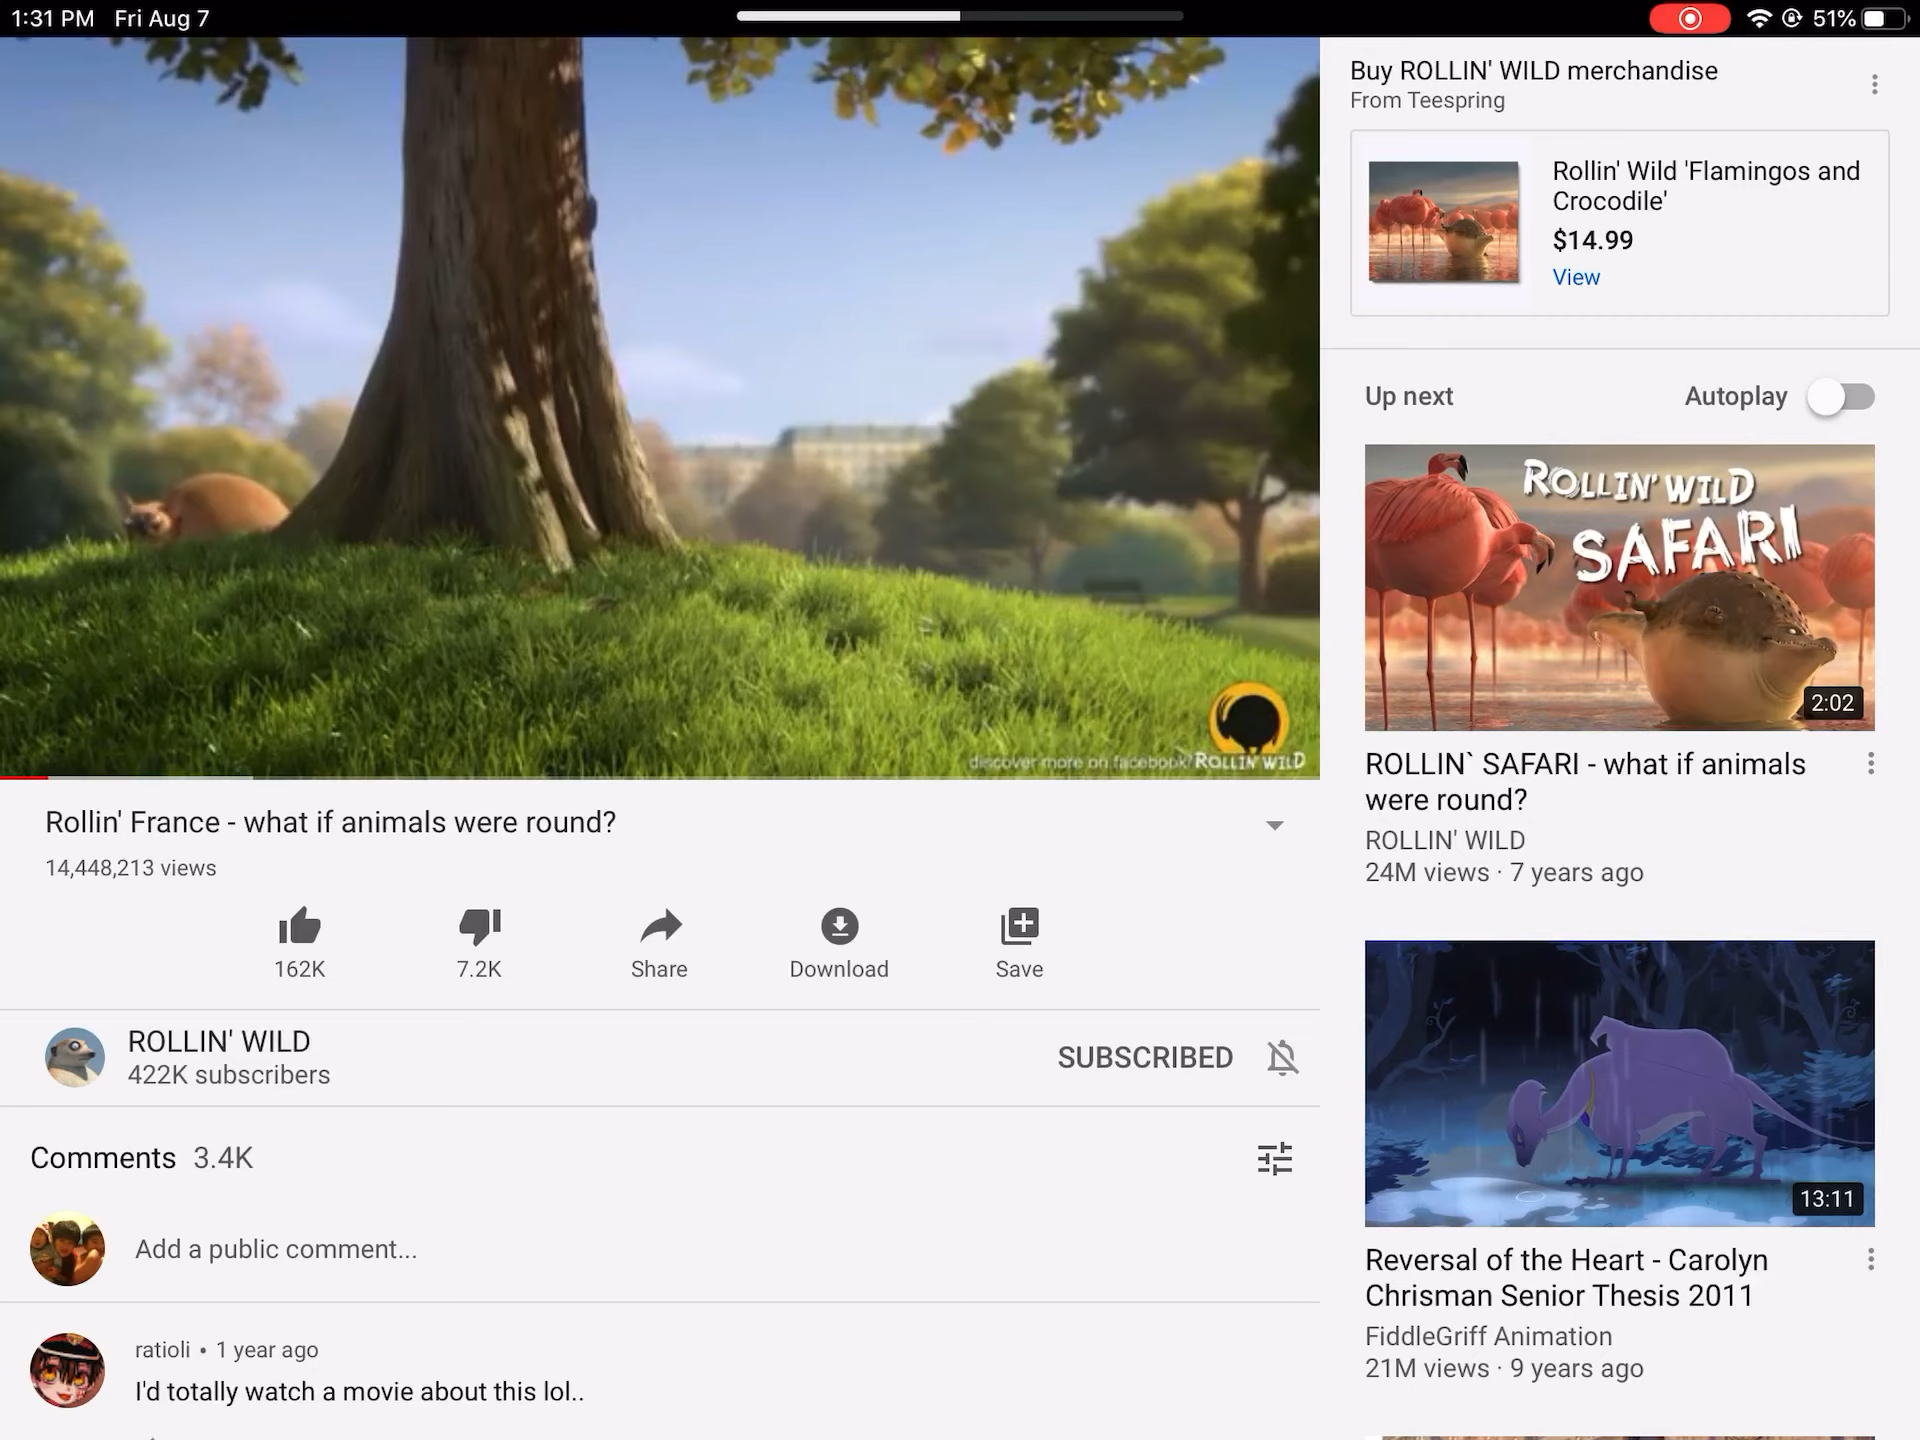 1:31 PM Fri Aug 7
51%
discover more on facebook/ROLLIN' WILD
Rollin' France - what if animals were round?
14,448,213 views
162K
7.2K
Share
Download
Save
ROLLIN' WILD
422K subscribers
SUBSCRIBED
Comments 3.4K
Add a public comment...
ratioli • 1 year ago
I'd totally watch a movie about this lol..
Buy ROLLIN' WILD merchandise
From Teespring
Rollin' Wild 'Flamingos and
Crocodile'
$14.99
View
Up next
Autoplay
ROLLIN' WILD
SAFARI
2:02
ROLLIN` SAFARI - what if animals
were round?
ROLLIN' WILD
24M views · 7 years ago
13:11
Reversal of the Heart - Carolyn
Chrisman Senior Thesis 2011
FiddleGriff Animation
21M views · 9 years ago